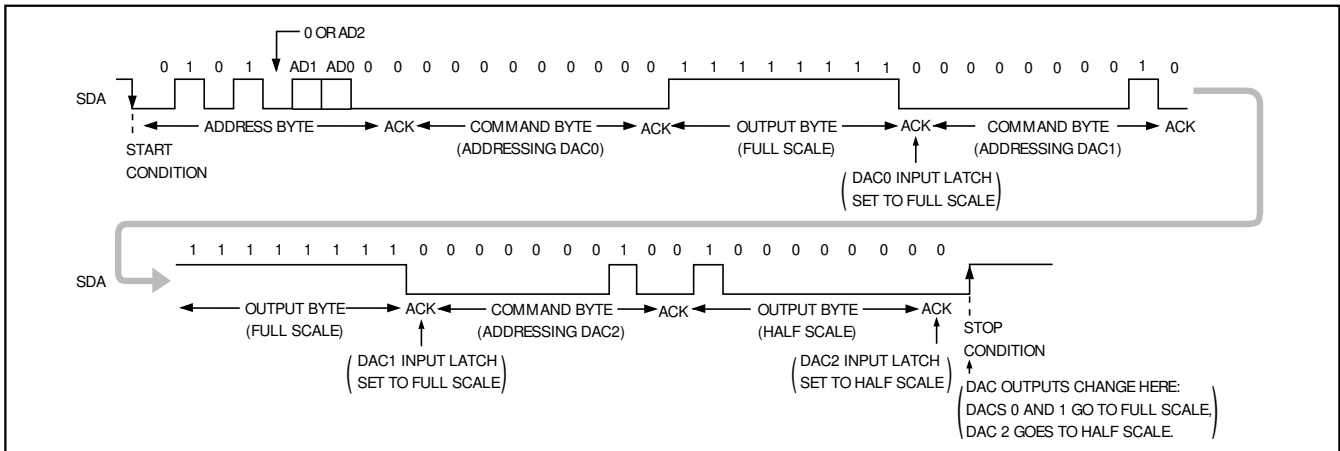 0 OR AD2
0 1 0 1 AD1 AD0 0 0 0 0 0 0 0 0 0 0 0 1 1 1 1 1 1 1 1 0 0 0 0 0 0 0 0 1 0
SDA
ADDRESS BYTE ACK COMMAND BYTE ACK OUTPUT BYTE ACK COMMAND BYTE ACK
START (ADDRESSING DAC0) (FULL SCALE) (ADDRESSING DAC1)
CONDITION
(DAC0 INPUT LATCH
SET TO FULL SCALE)
1 1 1 1 1 1 1 1 0 0 0 0 0 0 0 1 0 0 1 0 0 0 0 0 0 0 0
SDA
OUTPUT BYTE ACK COMMAND BYTE ACK OUTPUT BYTE ACK
(FULL SCALE) (ADDRESSING DAC2) (HALF SCALE) STOP
CONDITION
(DAC1 INPUT LATCH
SET TO FULL SCALE)
(DAC2 INPUT LATCH
SET TO HALF SCALE)
(DAC OUTPUTS CHANGE HERE:
DACS 0 AND 1 GO TO FULL SCALE,
DAC 2 GOES TO HALF SCALE.)